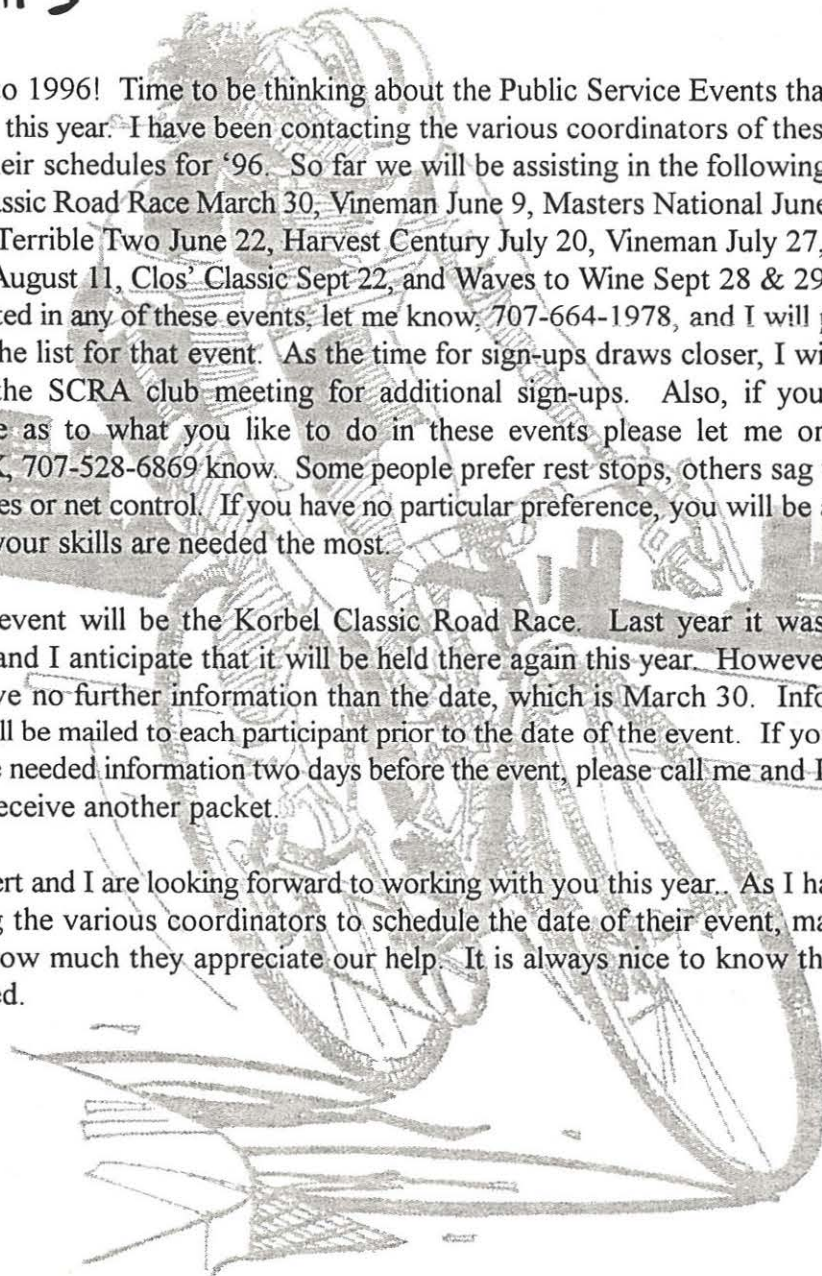 o 1996! Time to be thinking about the Public Service Events tha
this year. I have been contacting the various coordinators of thes
eir schedules for ‘96. So far we will be assisting in the following
assic Road Race March 30, Vineman June 9, Masters National June
Terrible Two June 22, Harvest Century July 20, Vineman July 27,
August 11, Clos’ Classic Sept 22, and Waves to Wine Sept 28 & 29
ted in any of these events, let me know, 707-664-1978, and I will p
he list for that event. As the time for sign-ups draws closer, I wi
the SCRA club meeting for additional sign-ups. Also, if you
e as to what you like to do in these events please let me or
X, 707-528-6869 know. Some people prefer rest stops, others sag
es or net control. If you have no particular preference, you will be a
your skills are needed the most.
event will be the Korbel Classic Road Race. Last year it was
and I anticipate that it will be held there again this year. Howeve
ve no further information than the date, which is March 30. Info
ll be mailed to each participant prior to the date of the event. If yo
e needed information two days before the event, please call me and I
eceive another packet.
ert and I are looking forward to working with you this year.. As I ha
g the various coordinators to schedule the date of their event, ma
ow much they appreciate our help. It is always nice to know th
ed.